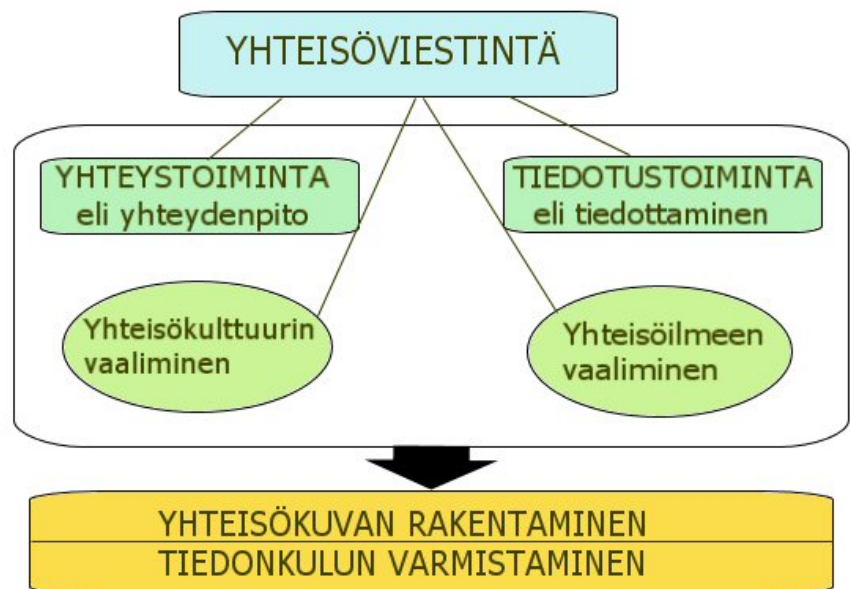 YHTEISÖVIESTINTÄ
YHTEYSTOIMINTA
eli yhteydenpito
TIEDOTUSTOIMINTA
eli tiedottaminen
Yhteisökulttuurin
vaaliminen
Yhteisöilmeen
vaaliminen
YHTEISÖKUVAN RAKENTAMINEN
TIEDONKULUN VARMISTAMINEN